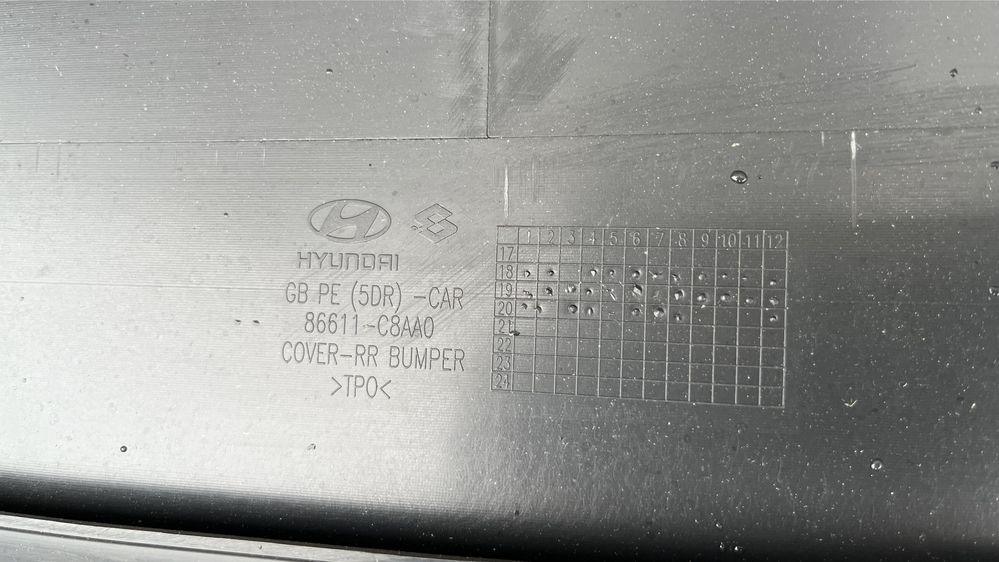 HYUNDAI
GB PE (5DR) -CAR
86611-C8AA0
COVER-RR BUMPER
>TPO<
1 2 3 4 5 6 7 8 9 10 11 12
17
18
19
20
21
22
23
24